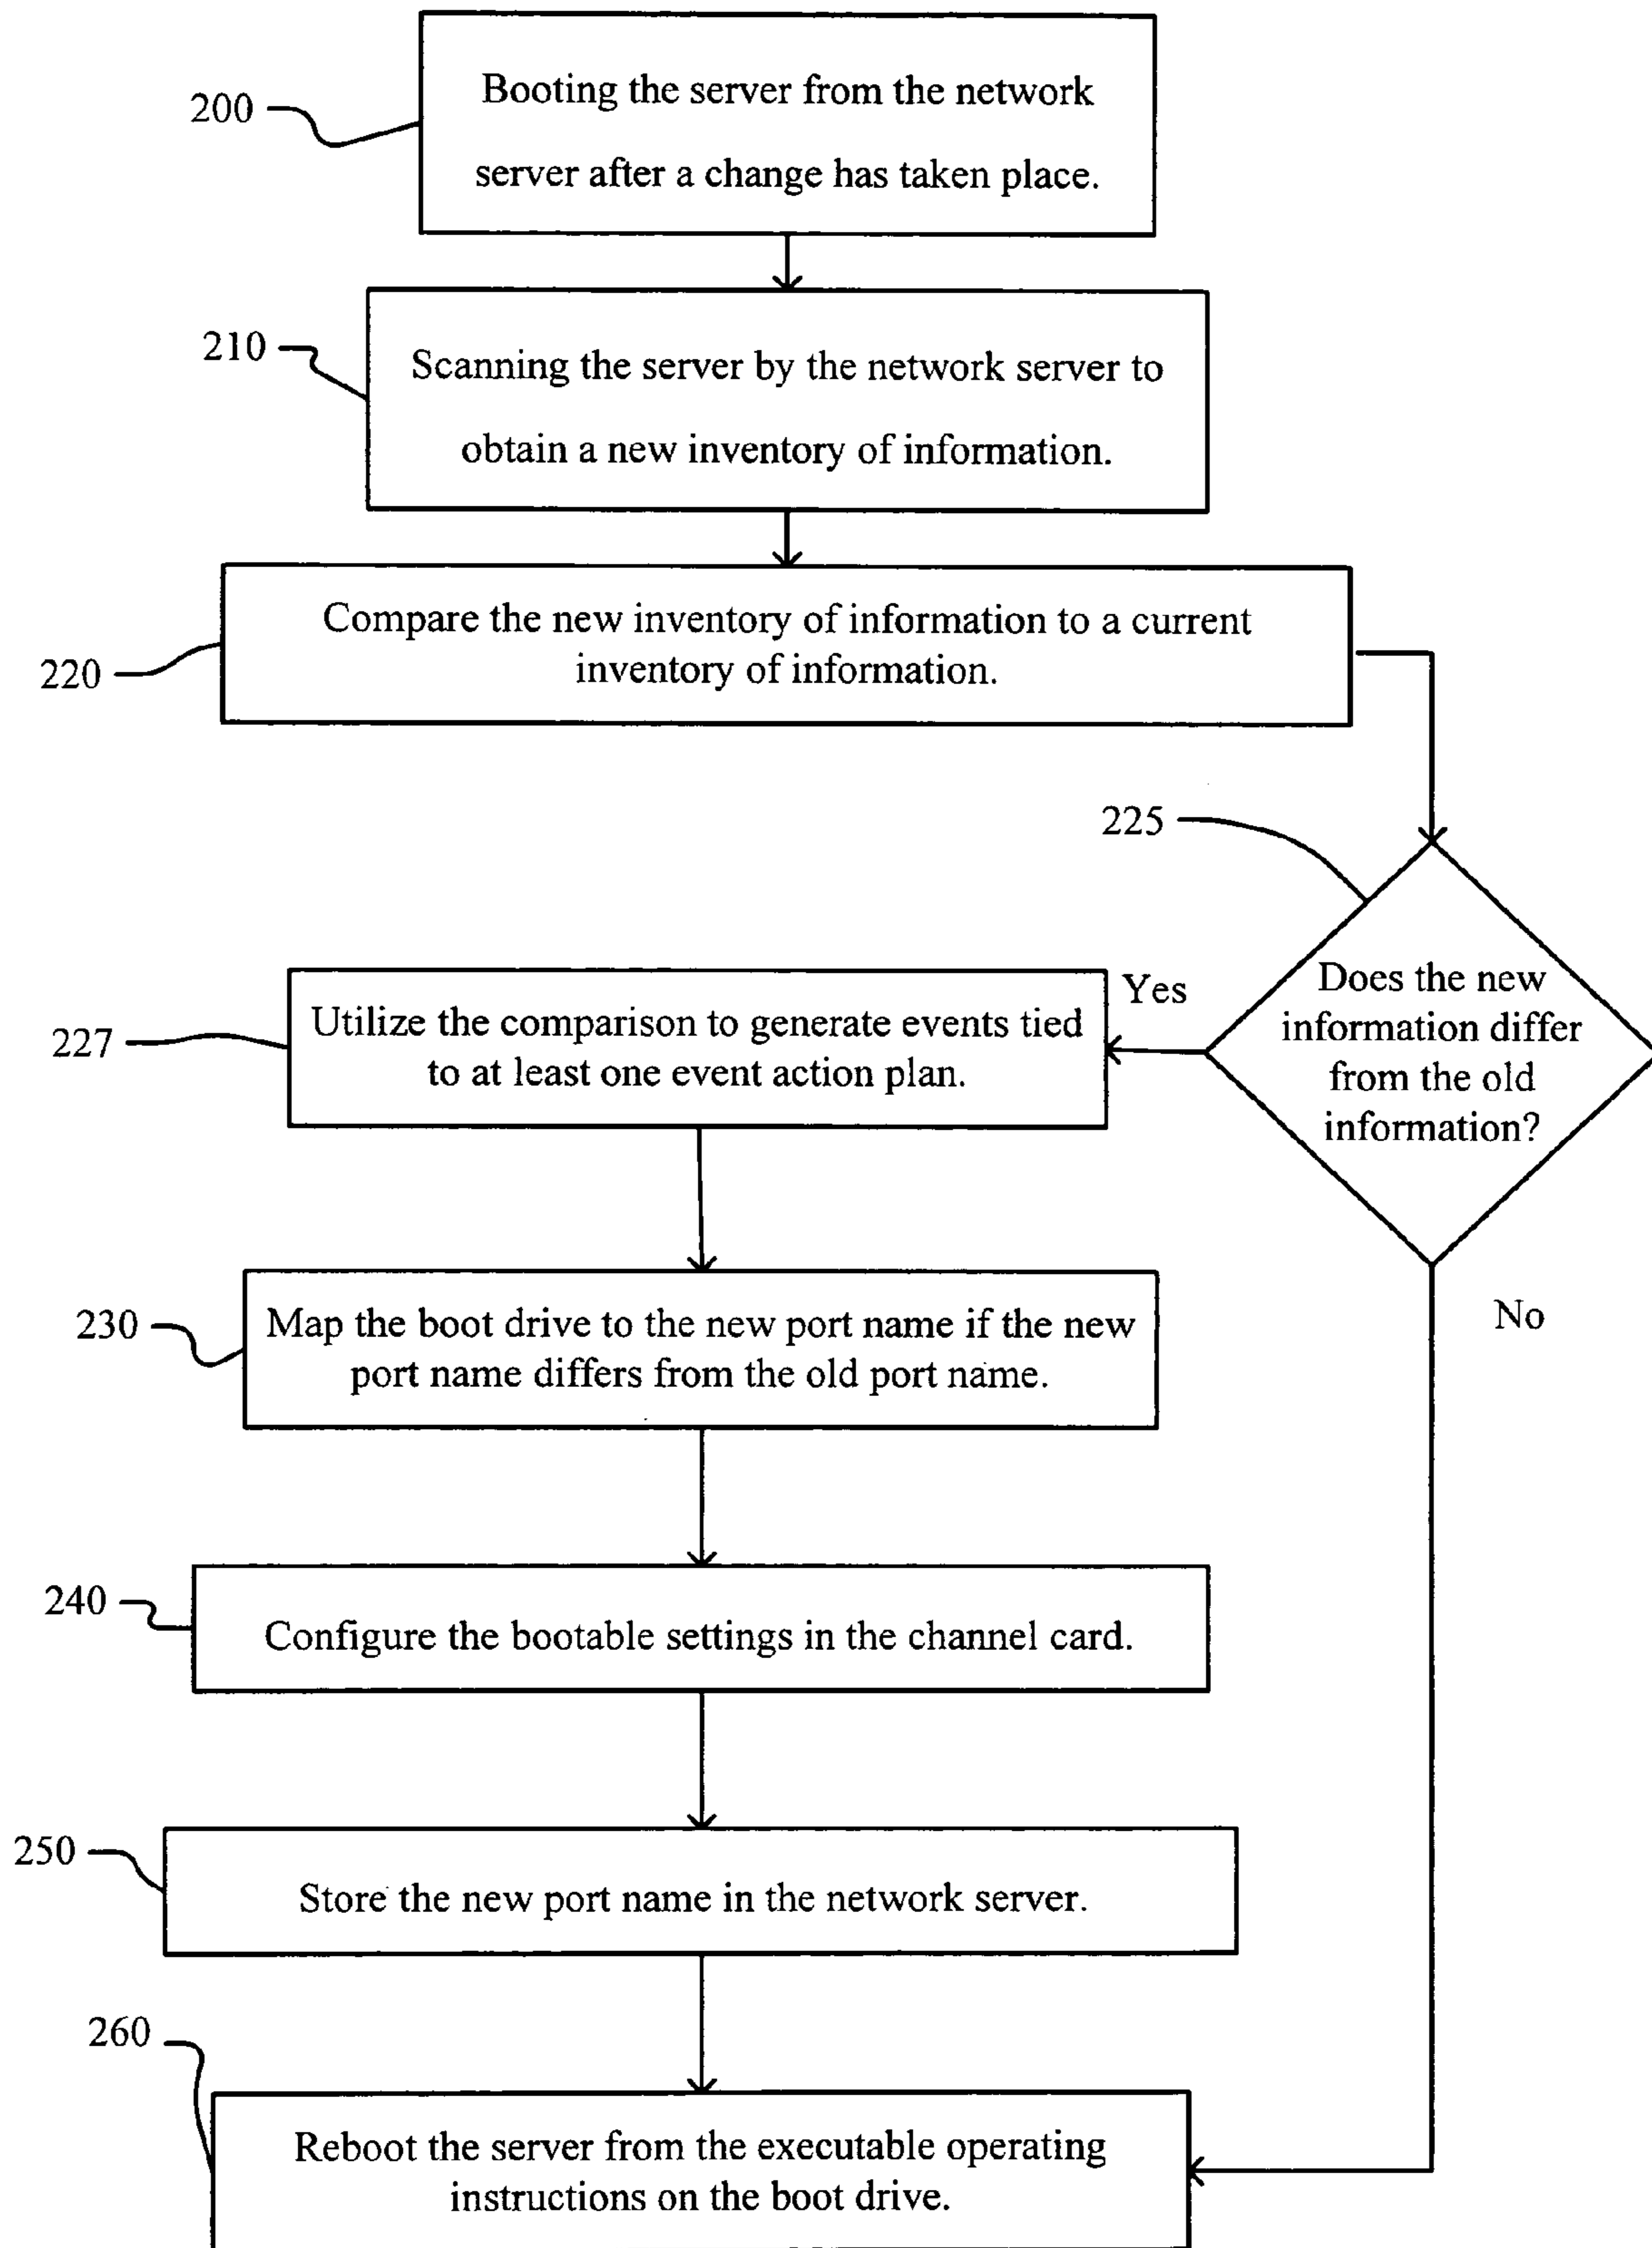 200
Booting the server from the network
server after a change has taken place.
210
Scanning the server by the network server to
obtain a new inventory of information.
220
Compare the new inventory of information to a current
inventory of information.
225
Does the new
information differ
from the old
information?
Yes
No
227
Utilize the comparison to generate events tied
to at least one event action plan.
230
Map the boot drive to the new port name if the new
port name differs from the old port name.
240
Configure the bootable settings in the channel card.
250
Store the new port name in the network server.
260
Reboot the server from the executable operating
instructions on the boot drive.